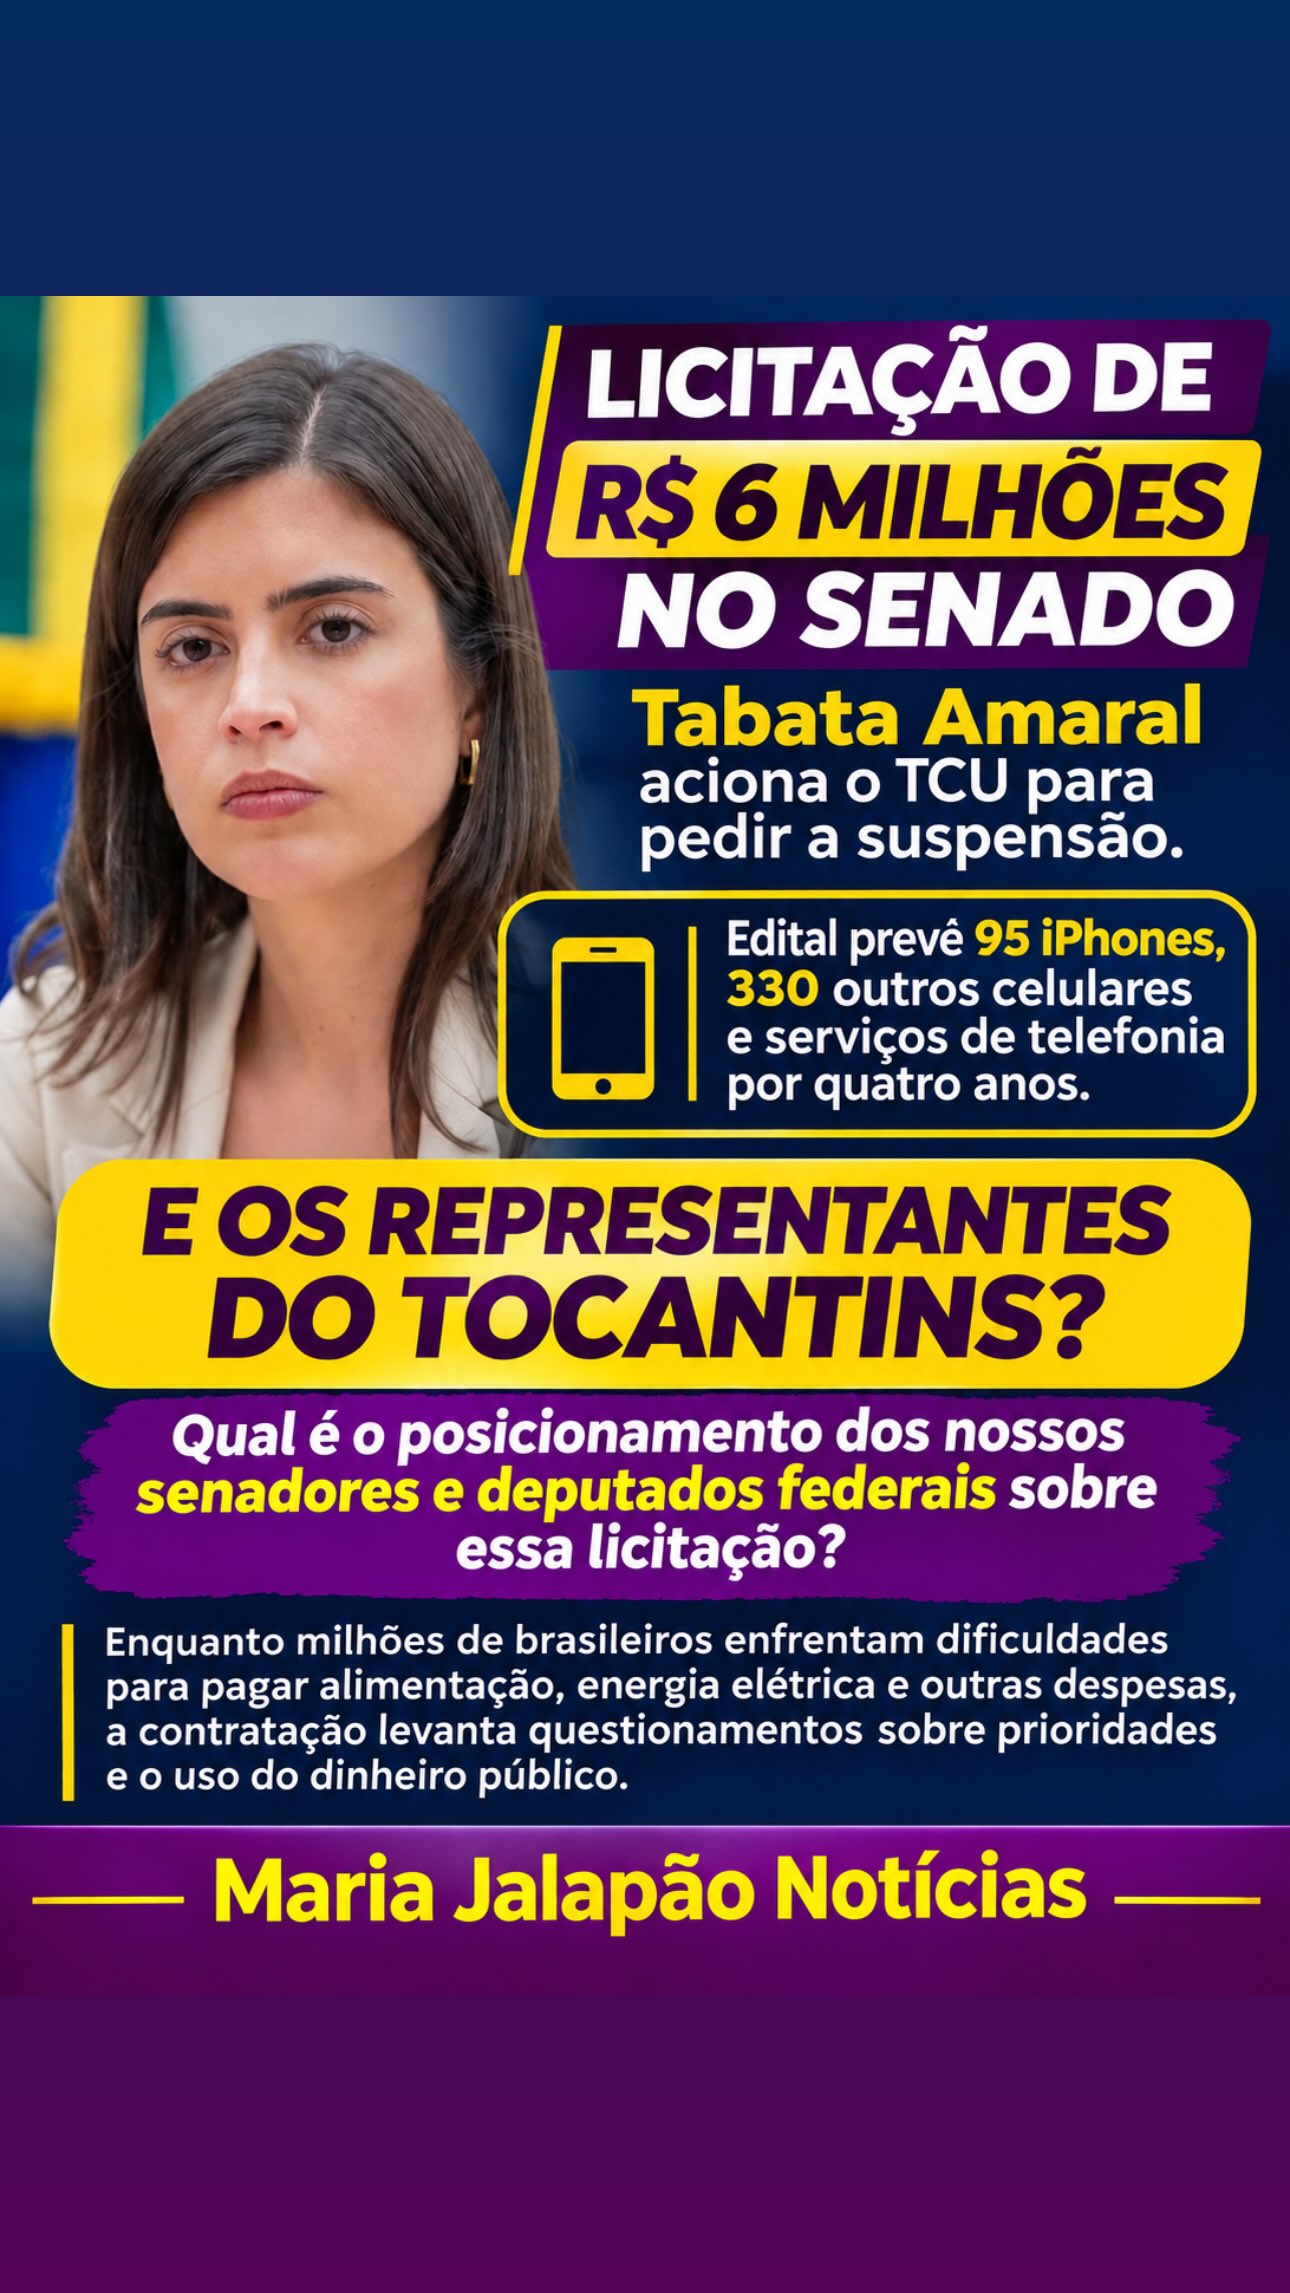 LICITAÇÃO DE
R$ 6 MILHÕES
NO SENADO
Tabata Amaral
aciona o TCU para
pedir a suspensão.
Edital prevê 95 iPhones,
330 outros celulares
e serviços de telefonia
por quatro anos.
E OS REPRESENTANTES
DO TOCANTINS?
Qual é o posicionamento dos nossos
senadores e deputados federais sobre
essa licitação?
Enquanto milhões de brasileiros enfrentam dificuldades
para pagar alimentação, energia elétrica e outras despesas,
a contratação levanta questionamentos sobre prioridades
e o uso do dinheiro público.
Maria Jalapão Notícias